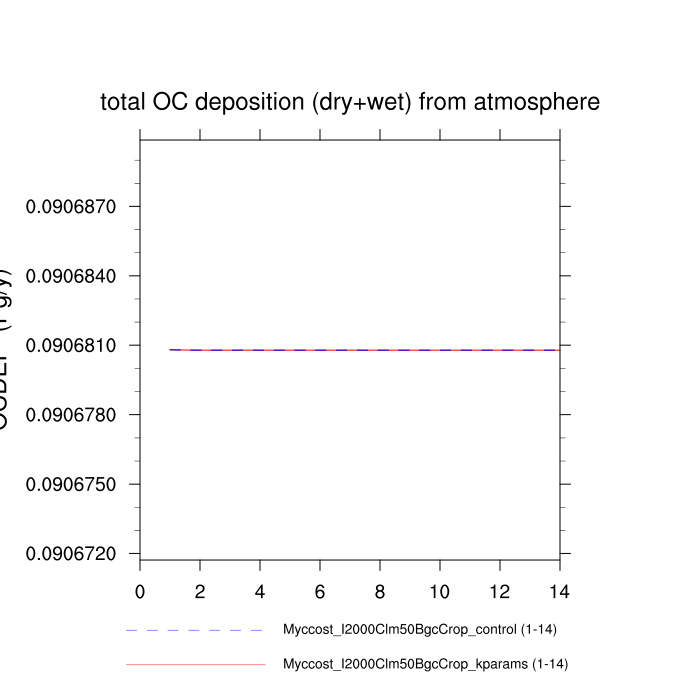 total OC deposition (dry+wet) from atmosphere
0.0906870
0.0906840
0.0906810
0.0906780
0.0906750
0.0906720
0 2 4 6 8 10 12 14
Myccost_I2000Clm50BgcCrop_control (1-14)
Myccost_I2000Clm50BgcCrop_kparams (1-14)